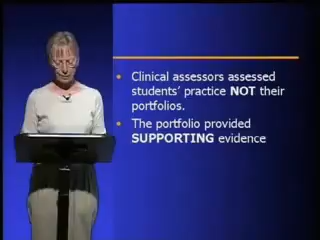 • Clinical assessors assessed
students’ practice NOT their
portfolios.
• The portfolio provided
SUPPORTING evidence